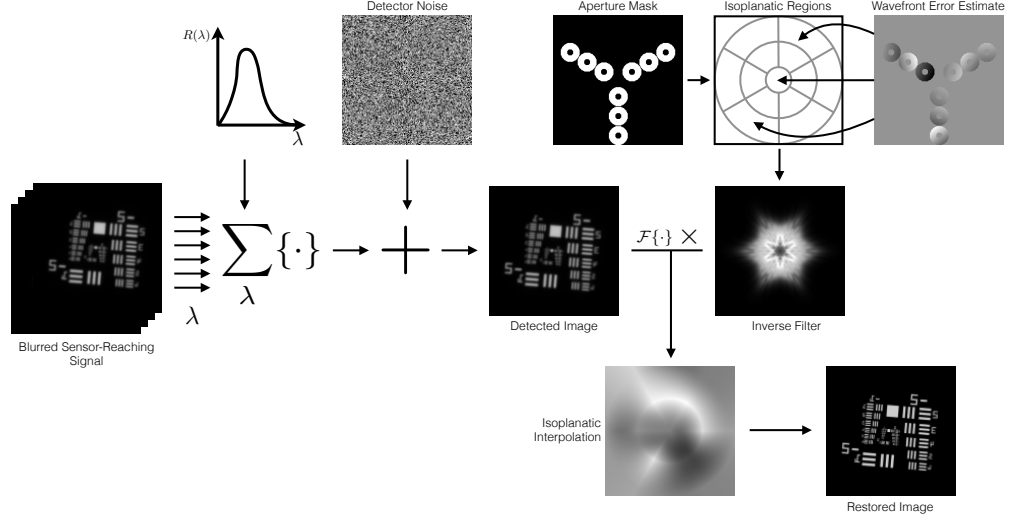 Detector Noise
Aperture Mask
Isoplanatic Regions
Wavefront Error Estimate
R(λ)
λ
∑ {·}
λ
λ
F{·} ×
Blurred Sensor-Reaching
Signal
Detected Image
Inverse Filter
Isoplanatic
Interpolation
Restored Image